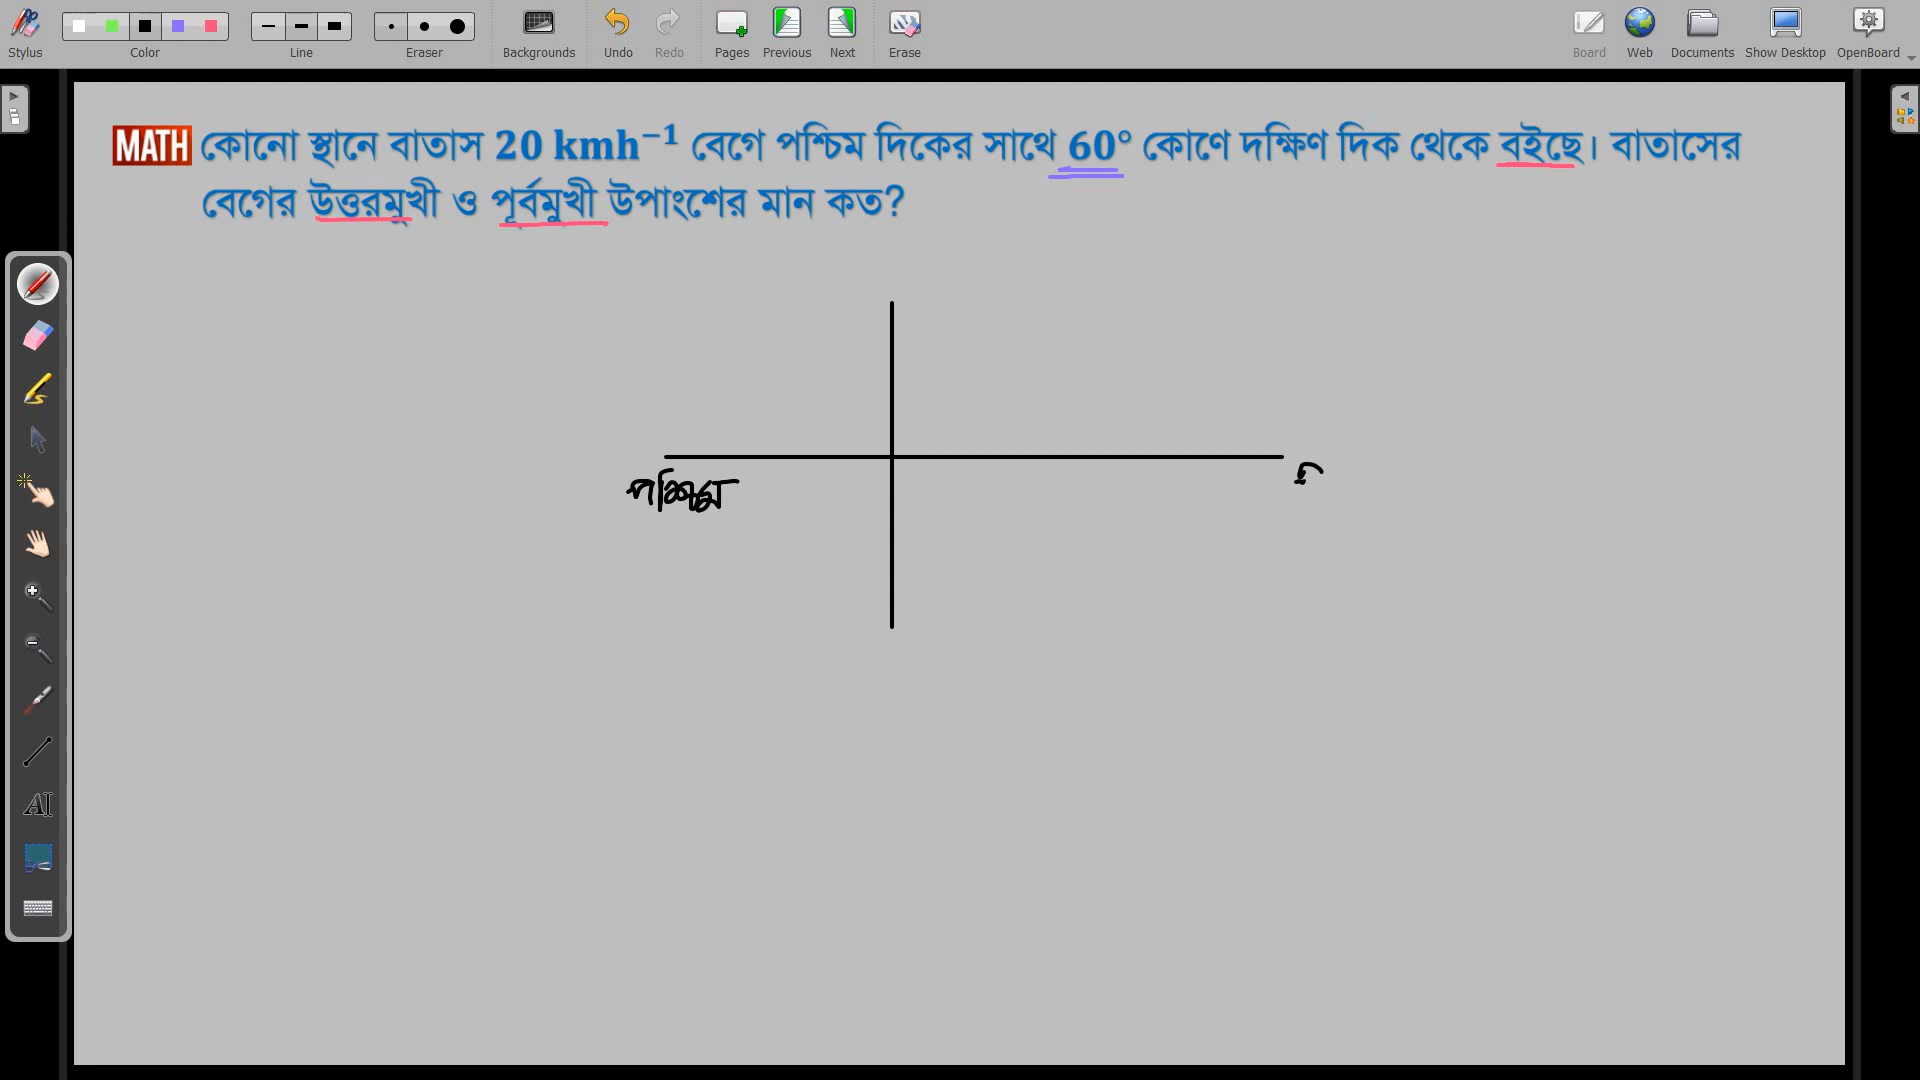 Stylus Color Line Eraser Backgrounds Undo Redo Pages Previous Next Erase Board Web Documents Show Desktop OpenBoard
MATH কোনো স্থানে বাতাস 20 kmh⁻¹ বেগে পশ্চিম দিকের সাথে 60° কোণে দক্ষিণ দিক থেকে বইছে। বাতাসের
বেগের উত্তরমুখী ও পূর্বমুখী উপাংশের মান কত?
পশ্চিম
AI